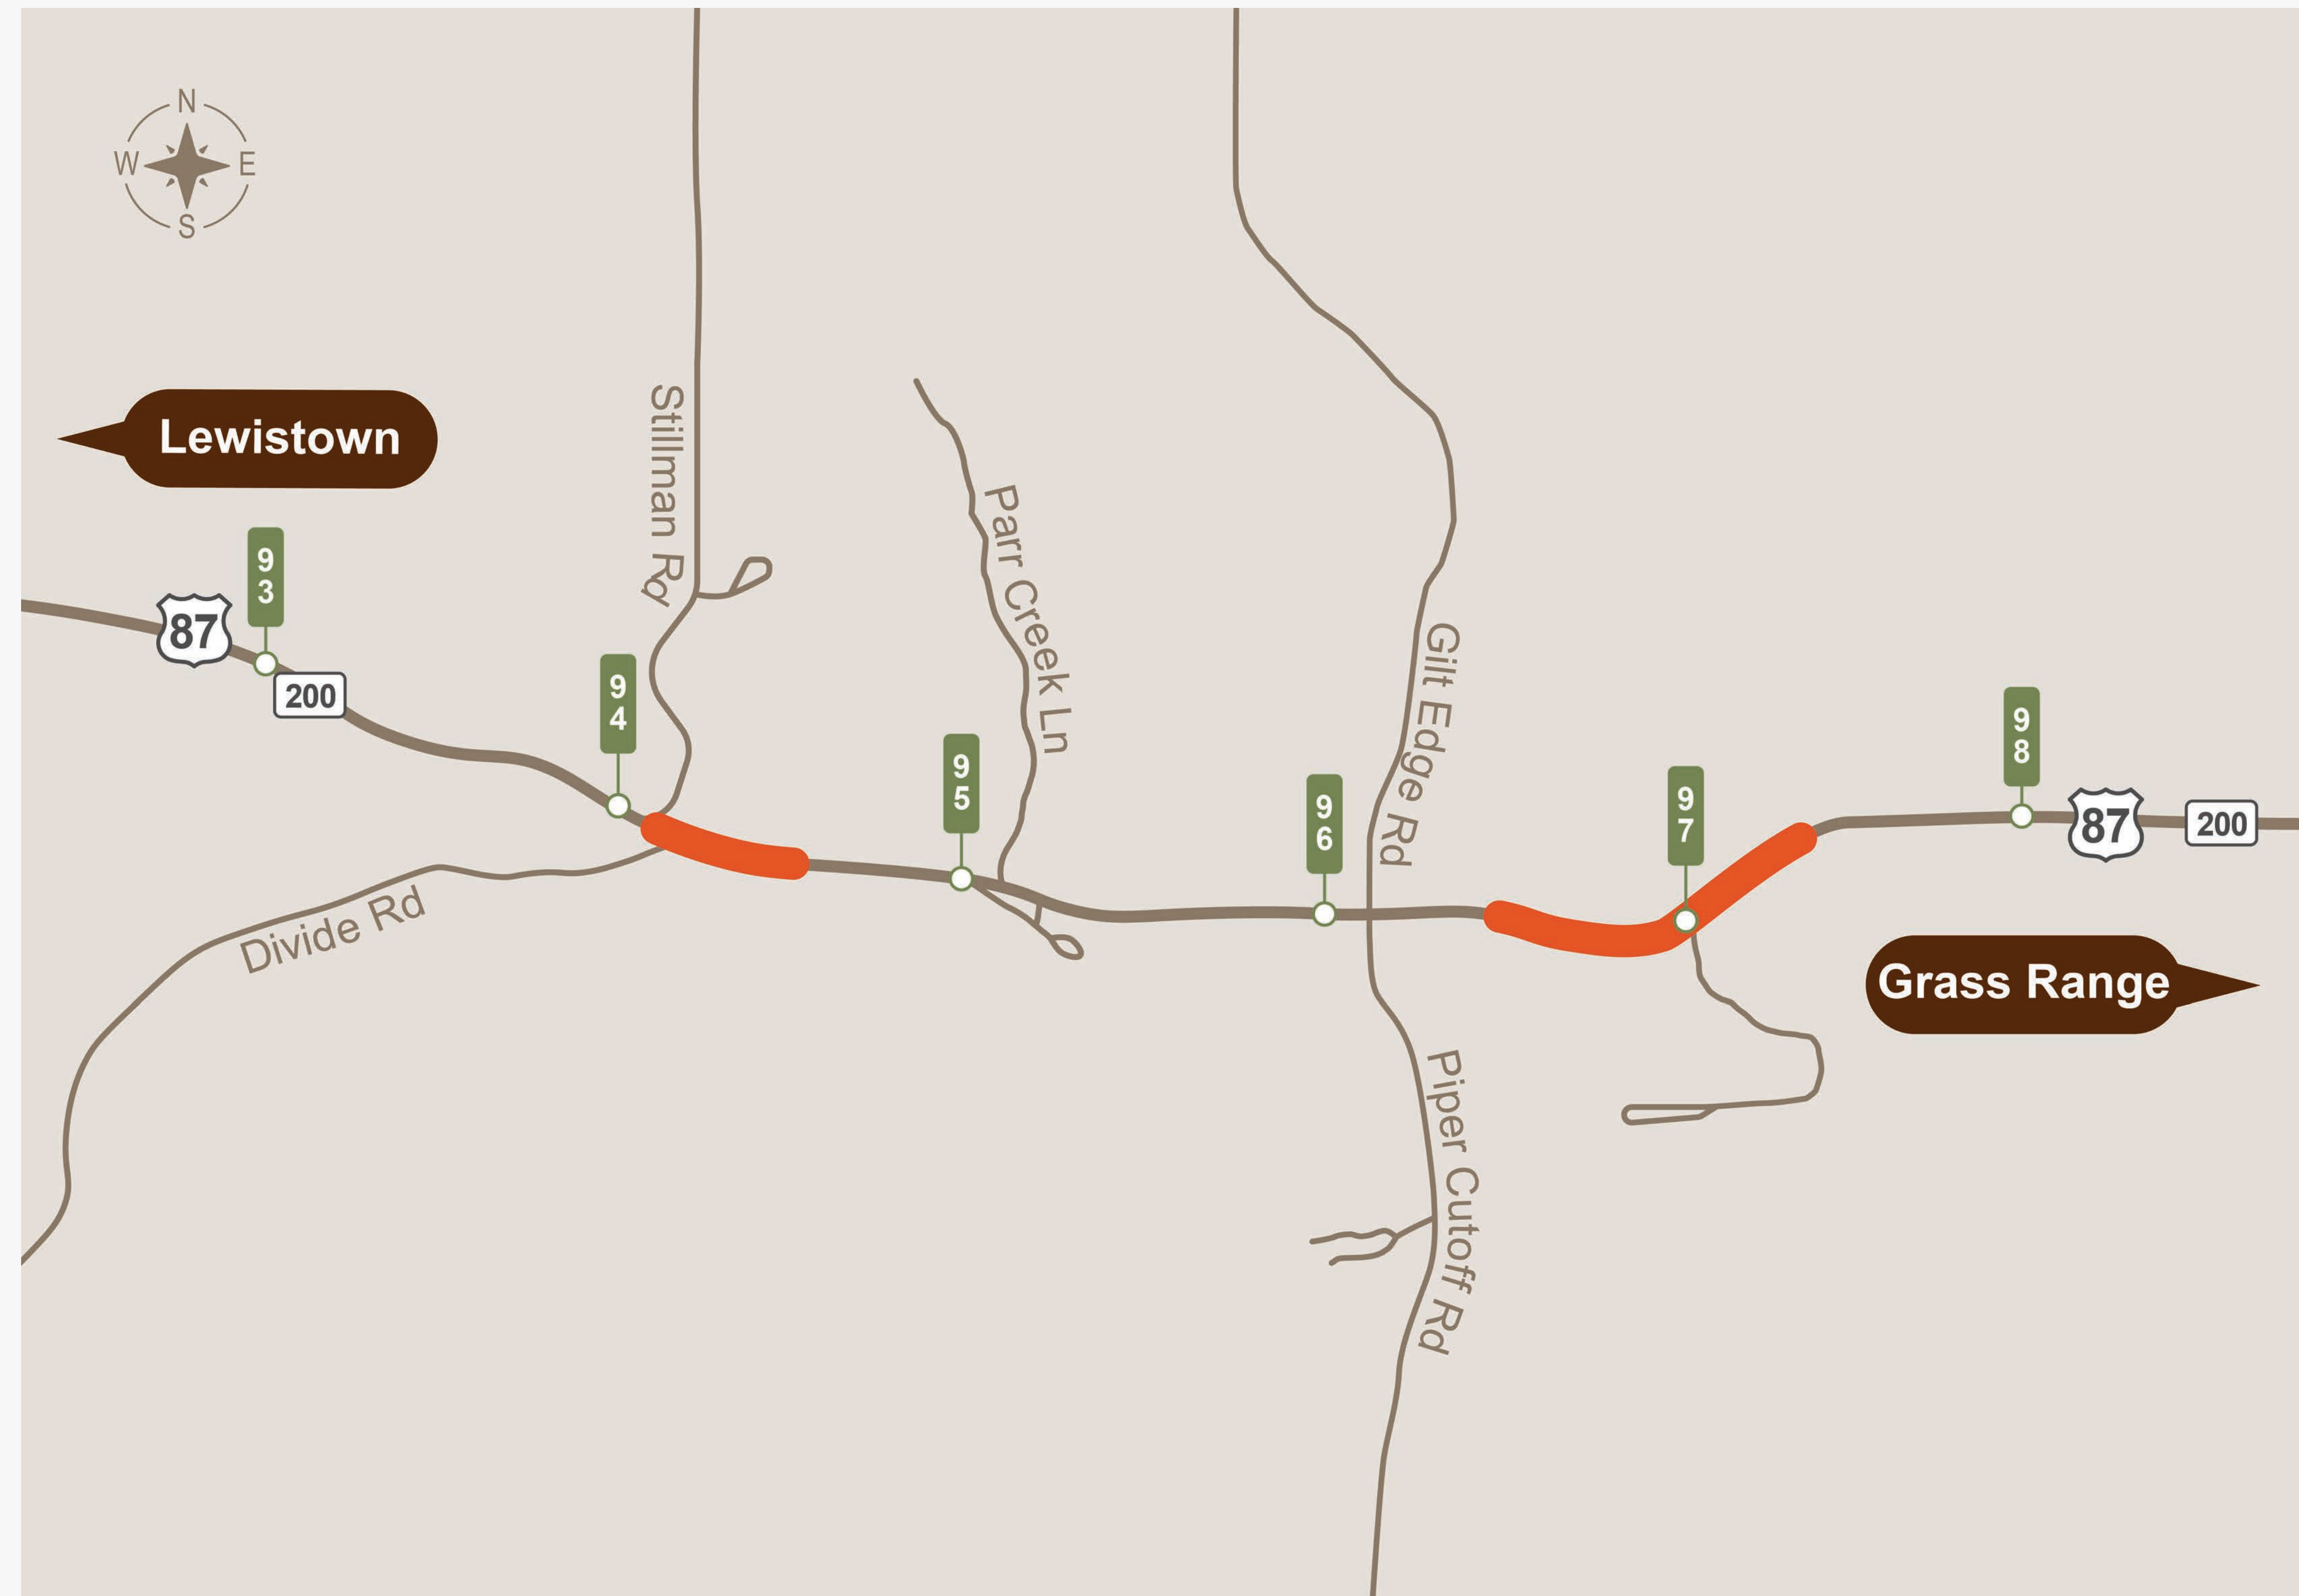 N
W
E
S
Lewistown
Stillman Rd
Parr Creek Ln
93
87
200
94
Gilt Edge Rd
95
96
97
98
87
200
Divide Rd
Grass Range
Piper Cutoff Rd